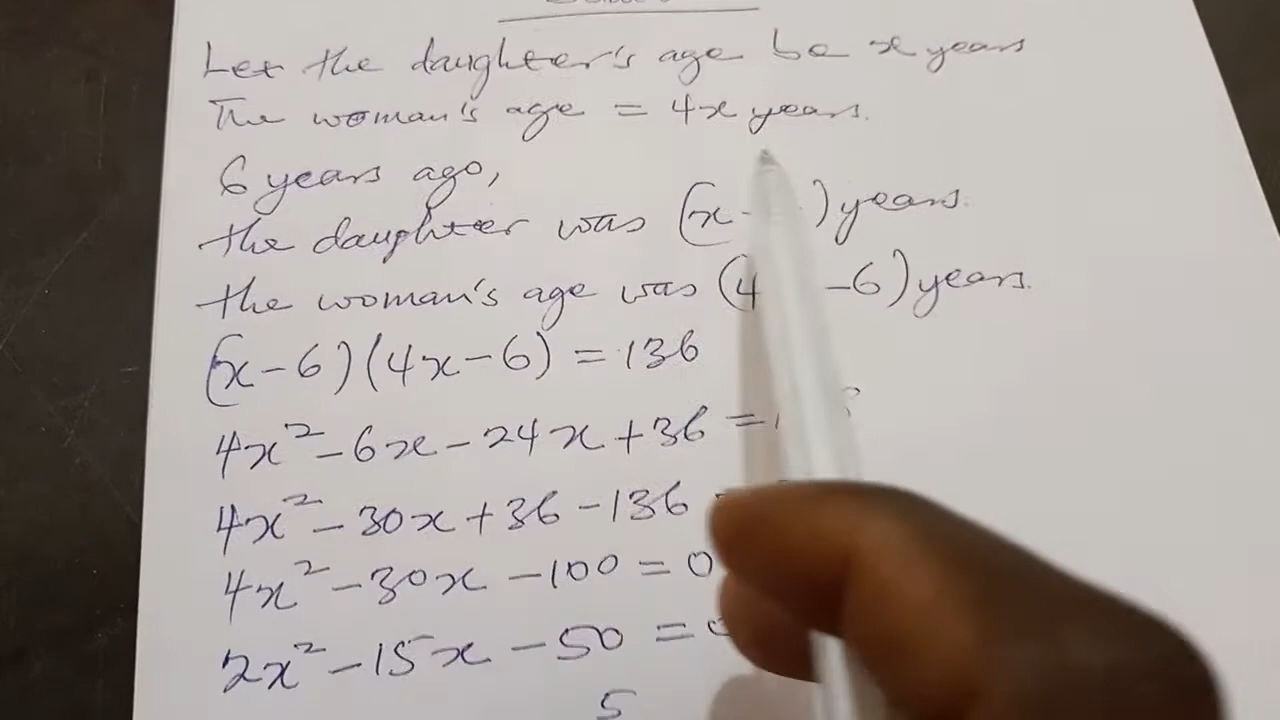 Let the daughter's age be x years
The woman's age = 4x years.
6 years ago,
the daughter was (x - ) years.
the woman's age was (4 -6) years.
(x-6)(4x-6) = 136
4x² - 6x - 24x + 36 =
4x² - 30x + 36 - 136
4x² - 30x - 100 = 0
2x² - 15x - 50 = 0
5